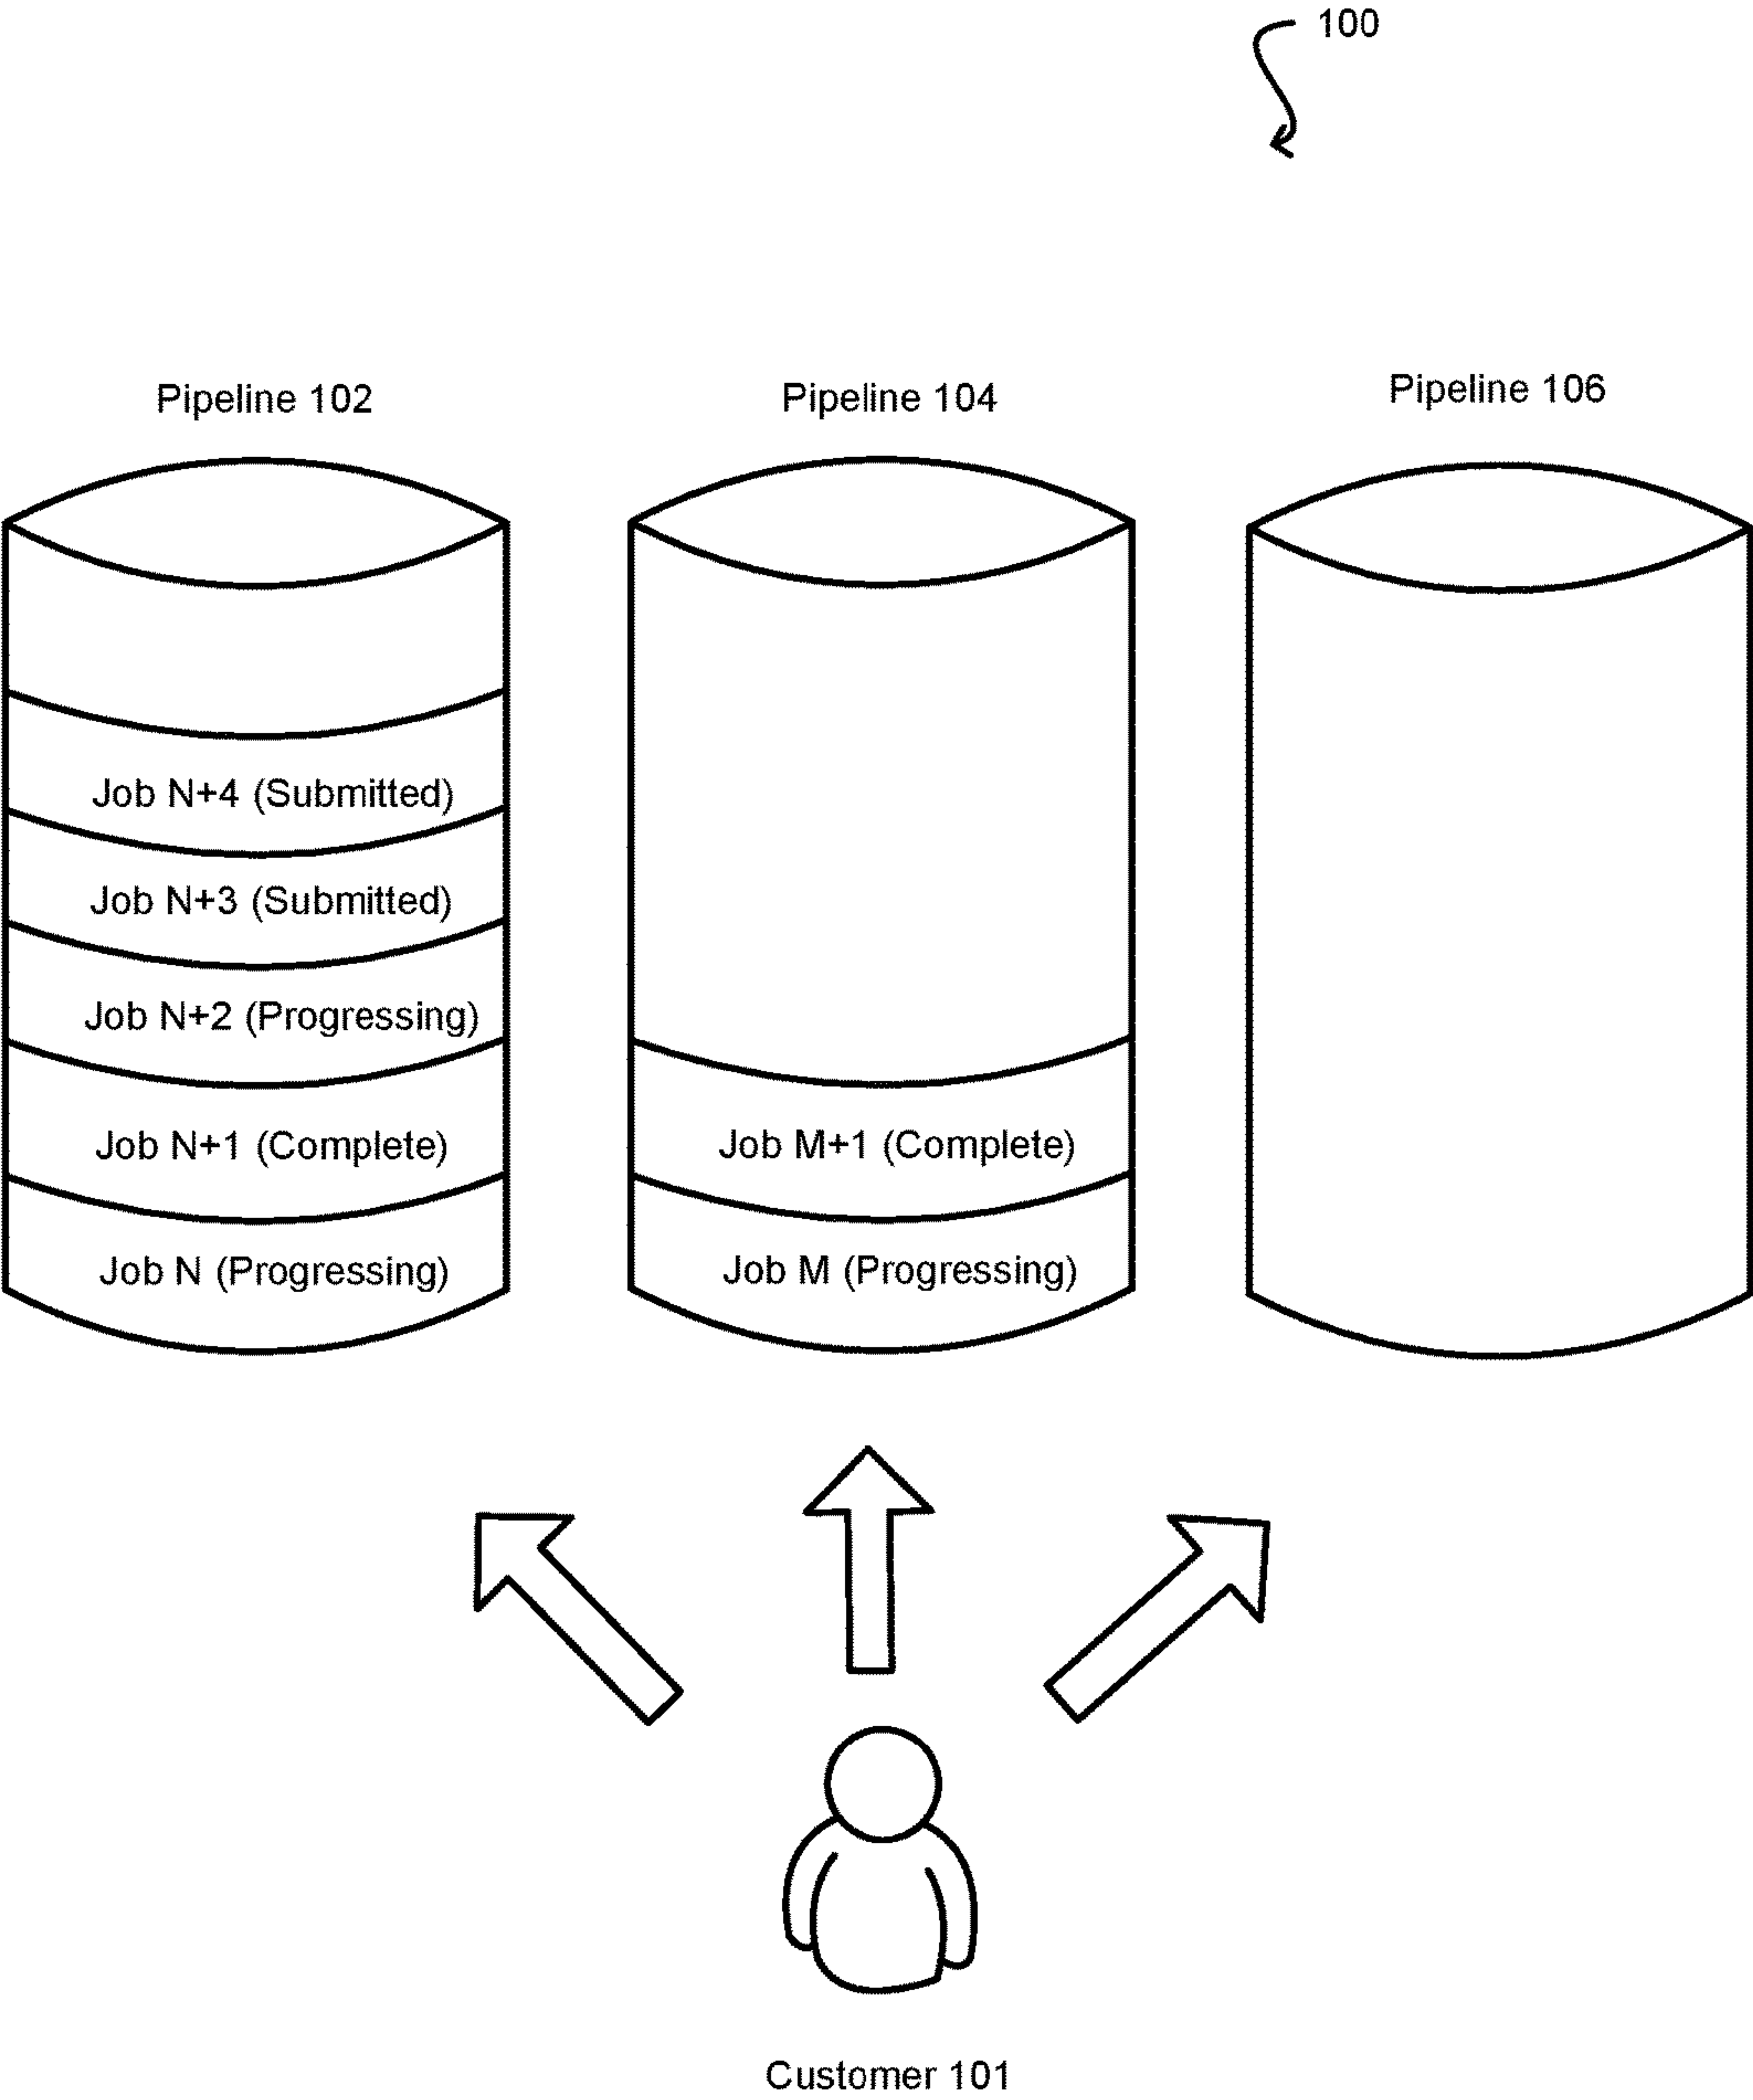 100
Pipeline 102
Pipeline 104
Pipeline 106
Job N+4 (Submitted)
Job N+3 (Submitted)
Job N+2 (Progressing)
Job N+1 (Complete)
Job N (Progressing)
Job M+1 (Complete)
Job M (Progressing)
Customer 101